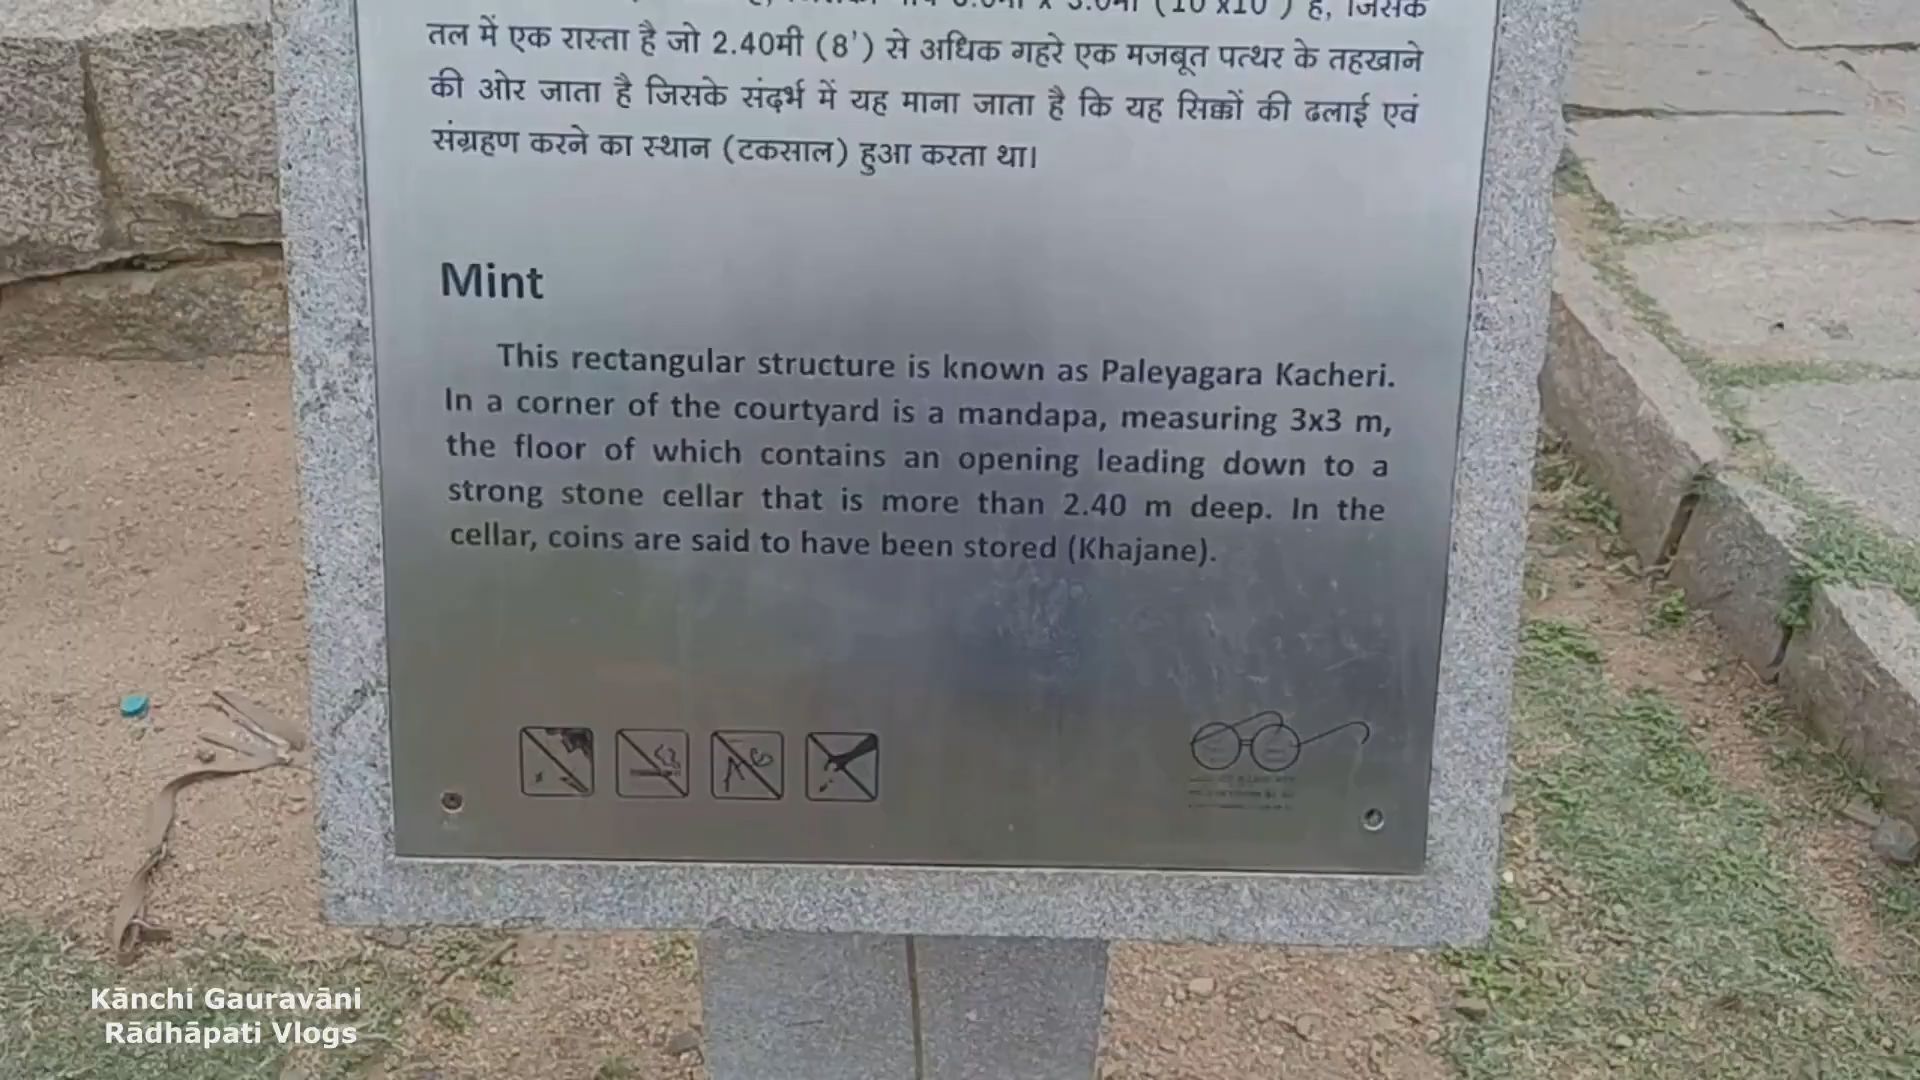 (10'x10') है, जिसके
तल में एक रास्ता है जो 2.40मी (8') से अधिक गहरे एक मजबूत पत्थर के तहखाने
की ओर जाता है जिसके संदर्भ में यह माना जाता है कि यह सिक्कों की ढलाई एवं
संग्रहण करने का स्थान (टकसाल) हुआ करता था।
Mint
This rectangular structure is known as Paleyagara Kacheri.
In a corner of the courtyard is a mandapa, measuring 3x3 m,
the floor of which contains an opening leading down to a
strong stone cellar that is more than 2.40 m deep. In the
cellar, coins are said to have been stored (Khajane).
Kānchi Gauravāni
Rādhāpati Vlogs